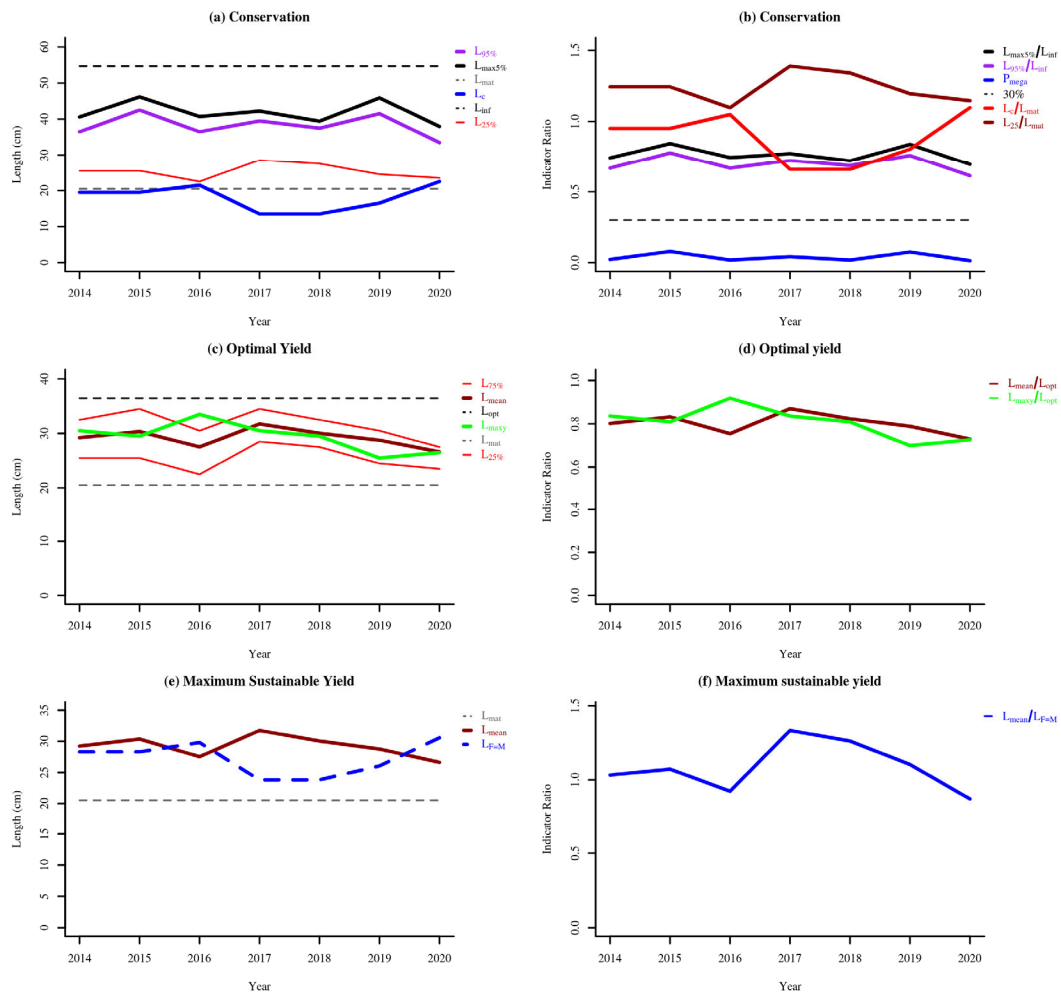 (a) Conservation
Length (cm)
60
50
40
30
20
10
0
2014 2015 2016 2017 2018 2019 2020
Year
L95%
Lmax5%
Lmat
Lc
Linf
L25%
(b) Conservation
Indicator Ratio
1.5
1.0
0.5
0.0
2014 2015 2016 2017 2018 2019 2020
Year
Lmax5%/Linf
L95%/Linf
Pmega
30%
Lc/Lmat
L25/Lmat
(c) Optimal Yield
Length (cm)
40
30
20
10
0
2014 2015 2016 2017 2018 2019 2020
Year
L75%
Lmean
Lopt
Lmaxy
Lmat
L25%
(d) Optimal yield
Indicator Ratio
1.0
0.8
0.6
0.4
0.2
0.0
2014 2015 2016 2017 2018 2019 2020
Year
Lmean/Lopt
Lmaxy/Lopt
(e) Maximum Sustainable Yield
Length (cm)
35
30
25
20
15
10
5
0
2014 2015 2016 2017 2018 2019 2020
Year
Lmat
Lmean
LF=M
(f) Maximum sustainable yield
Indicator Ratio
1.5
1.0
0.5
0.0
2014 2015 2016 2017 2018 2019 2020
Year
Lmean/LF=M